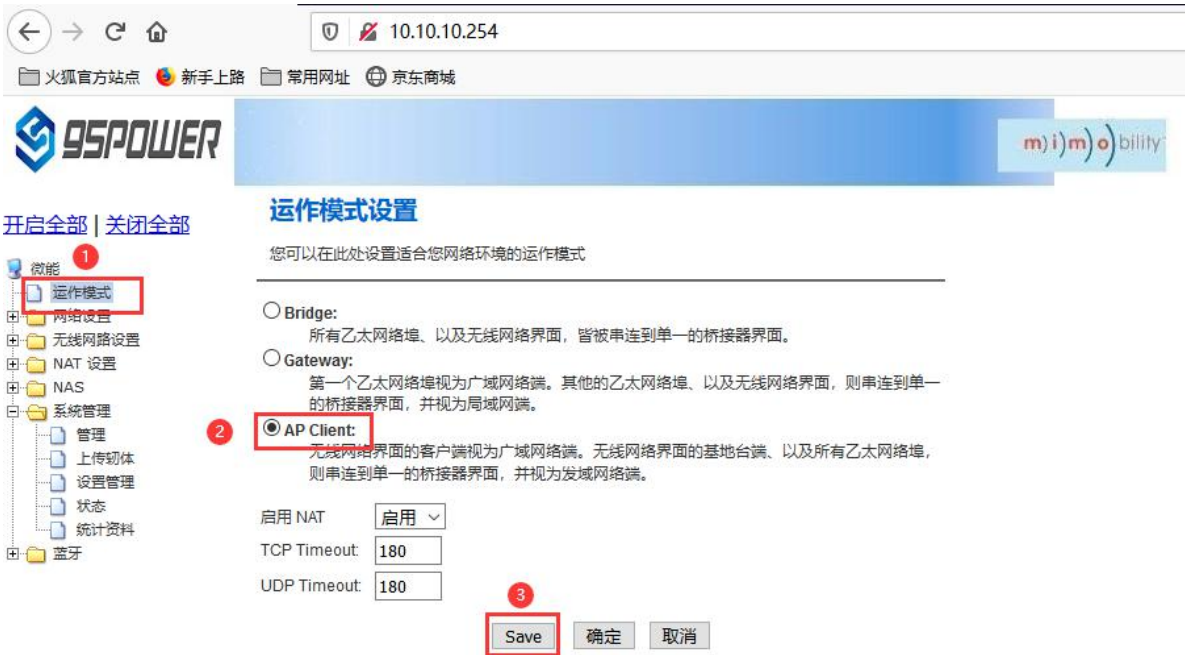 10.10.10.254
火狐官方站点 新手上路 常用网址 京东商城
95POWER
m)i)m)o)bility
开启全部 | 关闭全部
运作模式设置
您可以在此处设置适合您网络环境的运作模式
1
微能
运作模式
网络设置
无线网路设置
NAT 设置
NAS
系统管理
管理
上传轫体
设置管理
状态
统计资料
蓝牙
Bridge:
所有乙太网络埠、以及无线网络界面，皆被串连到单一的桥接器界面。
Gateway:
第一个乙太网络埠视为广域网络端。其他的乙太网络埠、以及无线网络界面，则串连到单一
的桥接器界面，并视为局域网端。
2
AP Client:
无线网络界面的客户端视为广域网络端。无线网络界面的基地台端、以及所有乙太网络埠，
则串连到单一的桥接器界面，并视为发域网络端。
启用 NAT 启用
TCP Timeout: 180
UDP Timeout: 180
3
Save 确定 取消